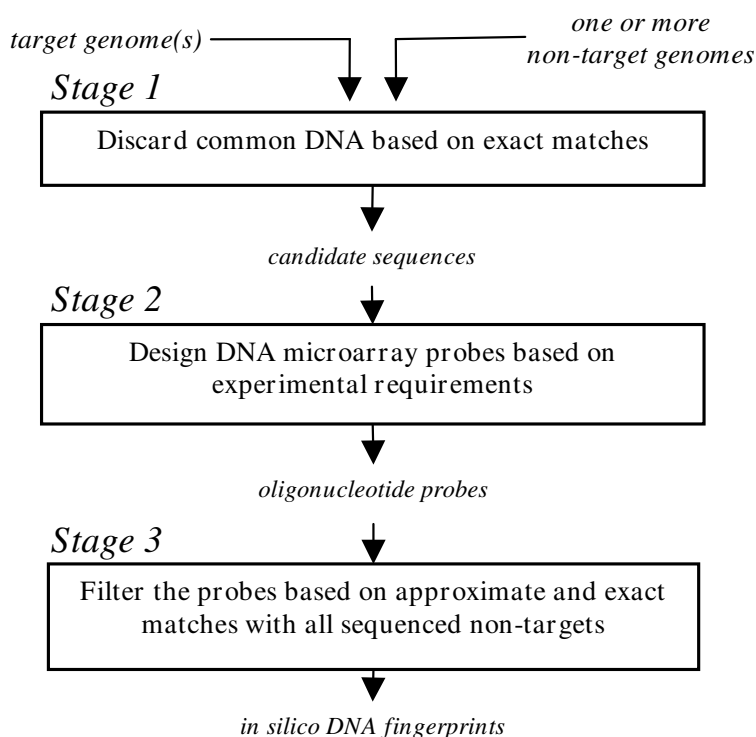 target genome(s)
one or more
non-target genomes
Stage 1
Discard common DNA based on exact matches
candidate sequences
Stage 2
Design DNA microarray probes based on
experimental requirements
oligonucleotide probes
Stage 3
Filter the probes based on approximate and exact
matches with all sequenced non-targets
in silico DNA fingerprints